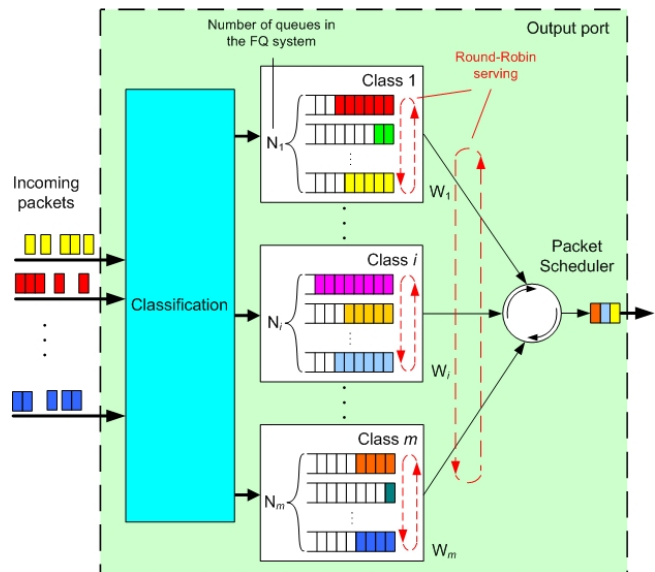 Number of queues in
the FQ system
Output port
Class 1
Round-Robin
serving
N1
W1
Incoming
packets
Classification
Class i
Ni
Wi
Packet
Scheduler
Class m
Nm
Wm